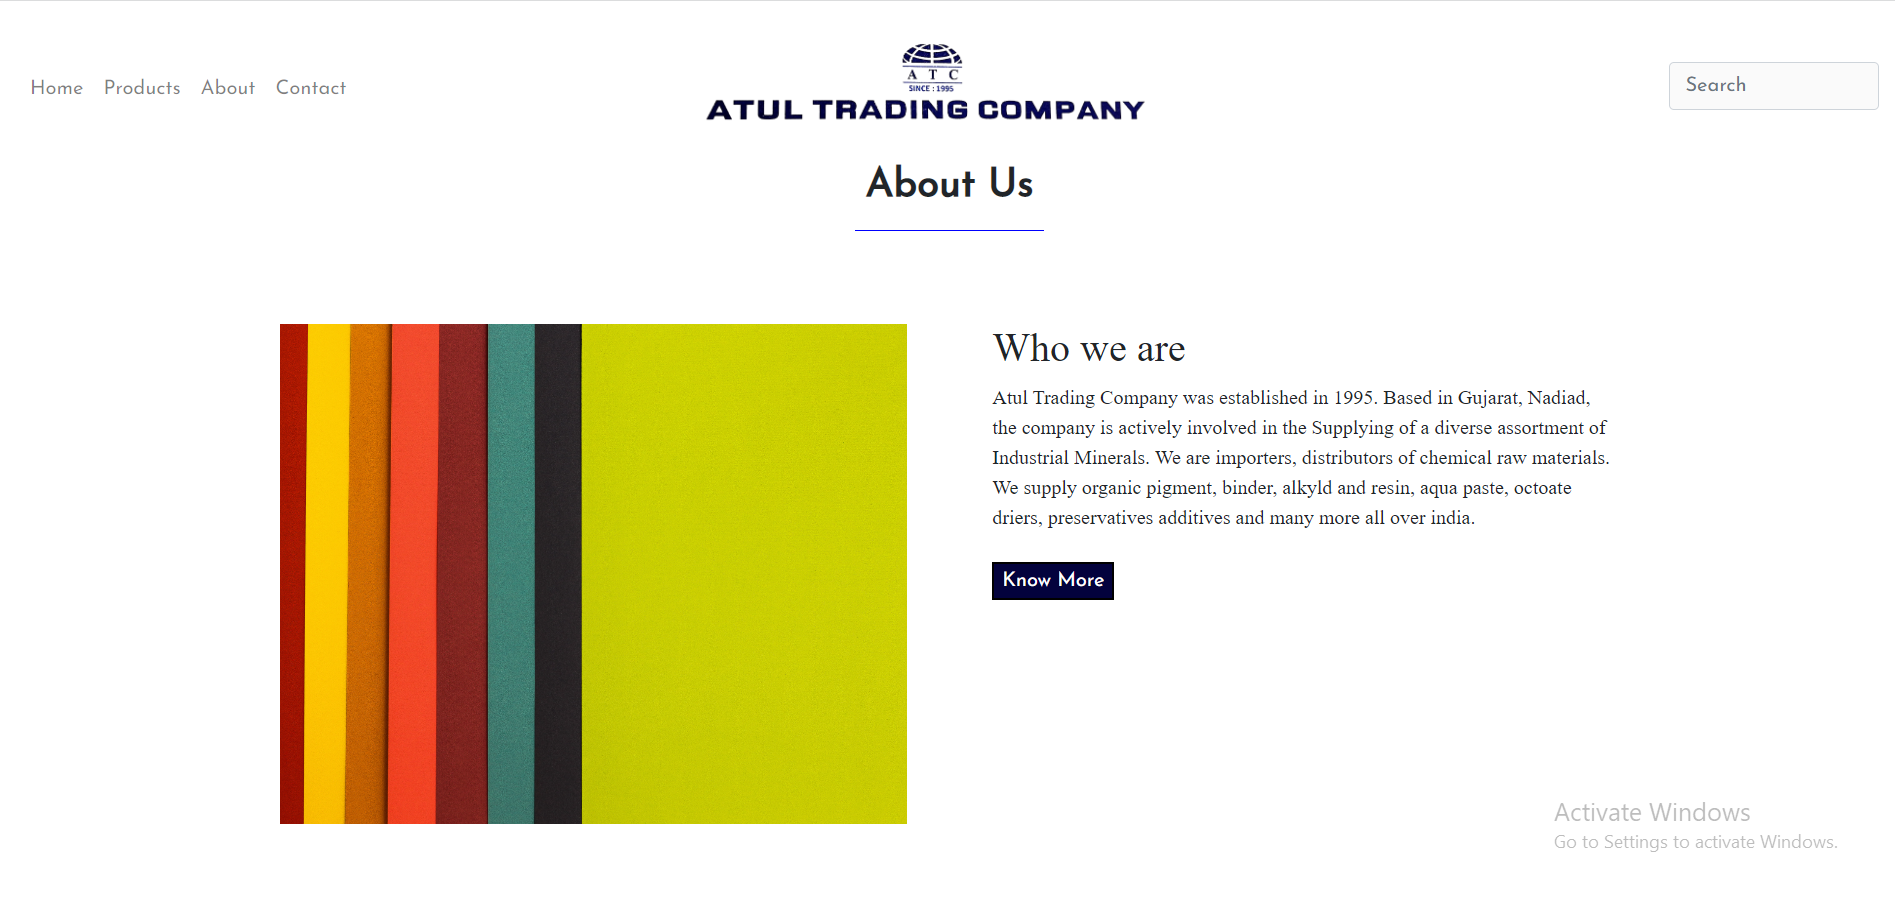 Home Products About Contact
A T C
SINCE : 1995
ATUL TRADING COMPANY
Search
About Us
Who we are
Atul Trading Company was established in 1995. Based in Gujarat, Nadiad,
the company is actively involved in the Supplying of a diverse assortment of
Industrial Minerals. We are importers, distributors of chemical raw materials.
We supply organic pigment, binder, alkyld and resin, aqua paste, octoate
driers, preservatives additives and many more all over india.
Know More
Activate Windows
Go to Settings to activate Windows.